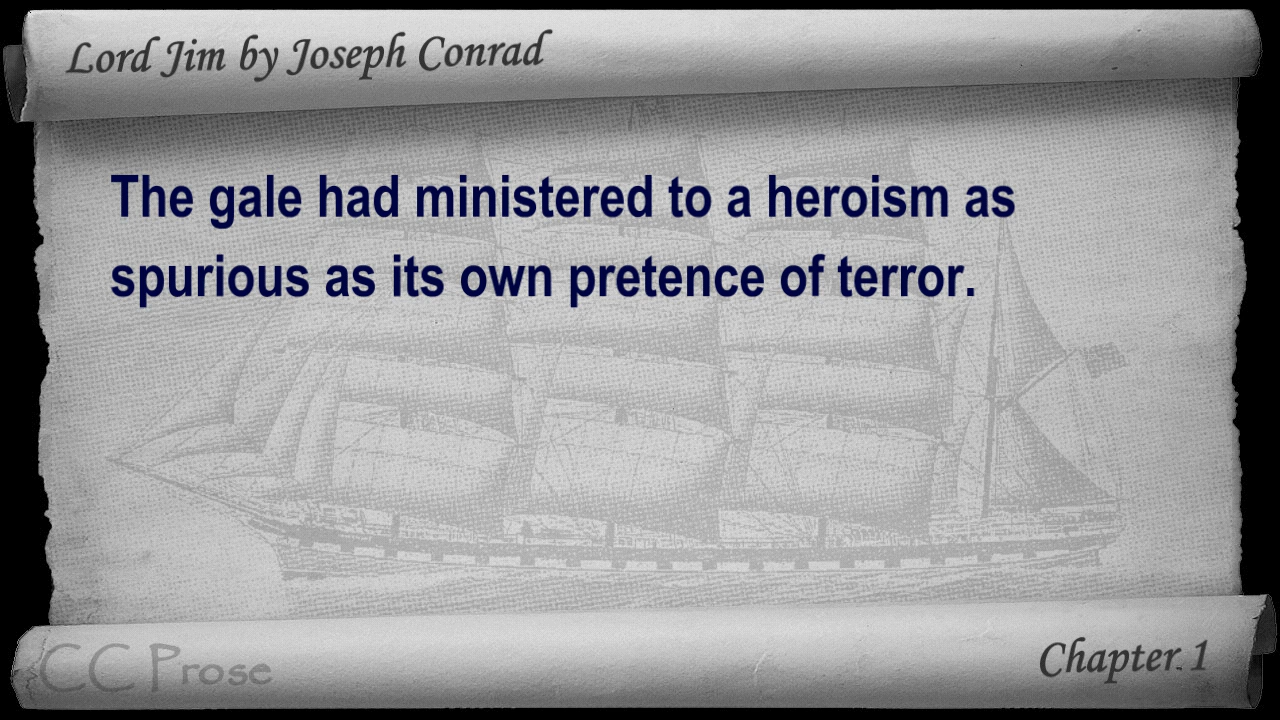 Lord Jim by Joseph Conrad
The gale had ministered to a heroism as
spurious as its own pretence of terror.
CC Prose
Chapter 1